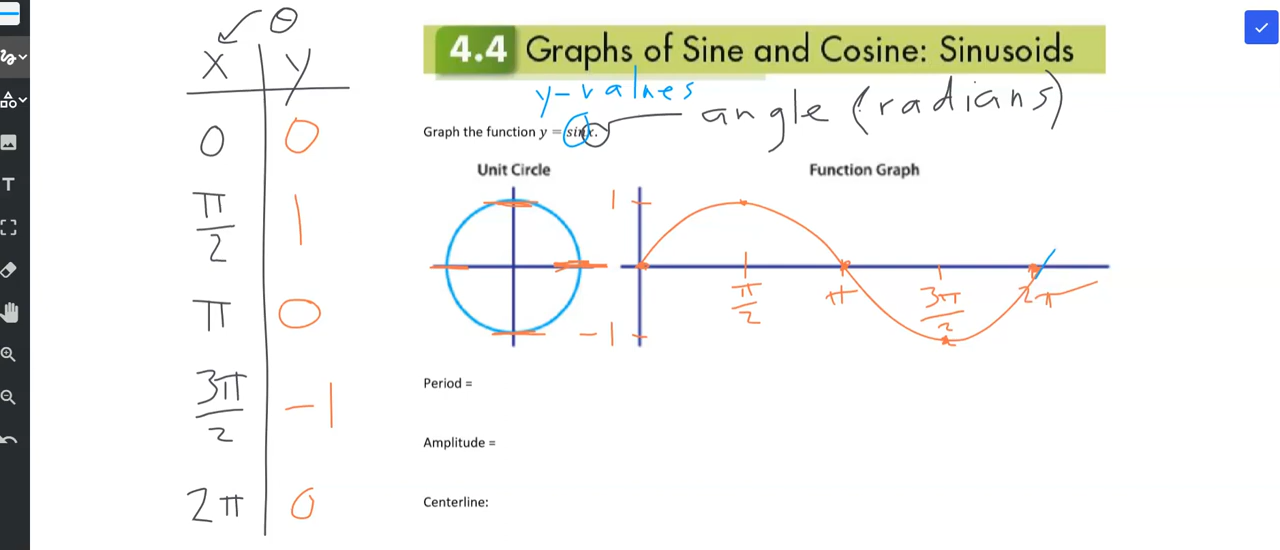 θ
x y
4.4 Graphs of Sine and Cosine: Sinusoids
y-values
angle (radians)
Graph the function y = sinx.
0 0
Unit Circle
Function Graph
π/2 1
1
π/2 π 3π/2 2π
π 0
-1
Period =
3π/2 -1
Amplitude =
2π 0
Centerline: